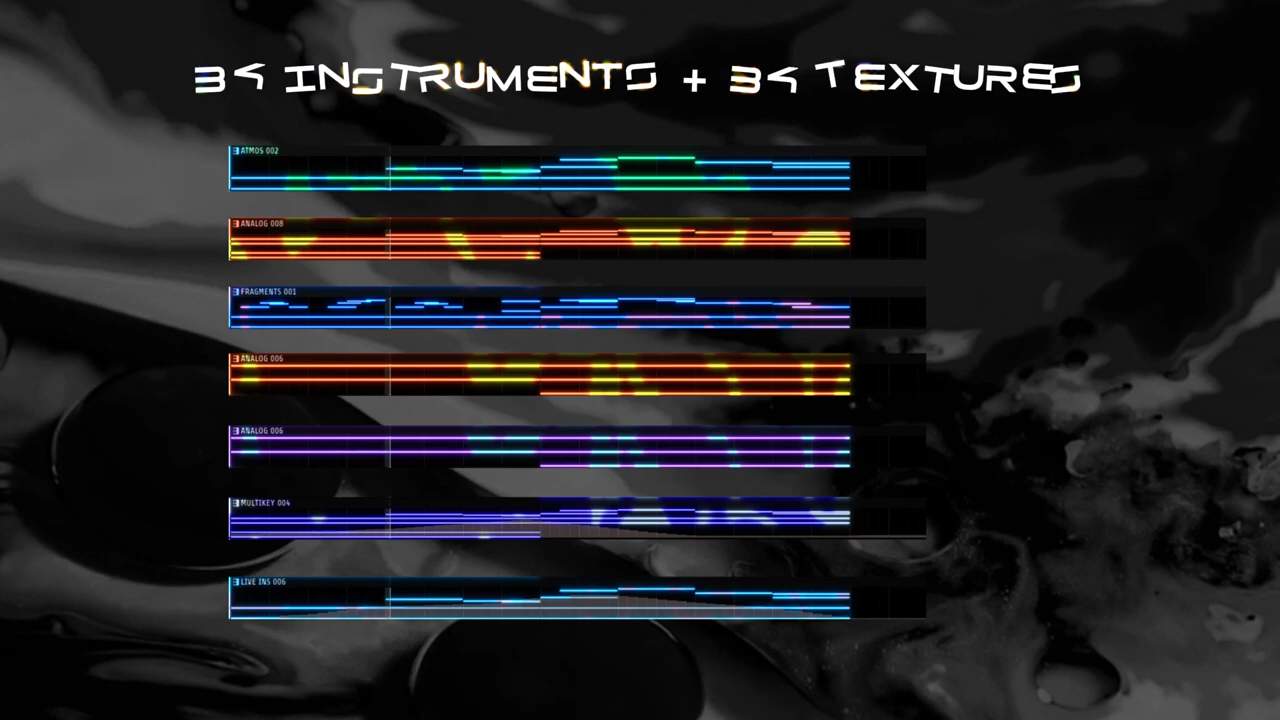 34 INSTRUMENTS + 34 TEXTURES
ATMOS 002
ANALOG 008
FRAGMENTS 001
ANALOG 006
ANALOG 006
MULTIKEY 004
LIVE INS 006